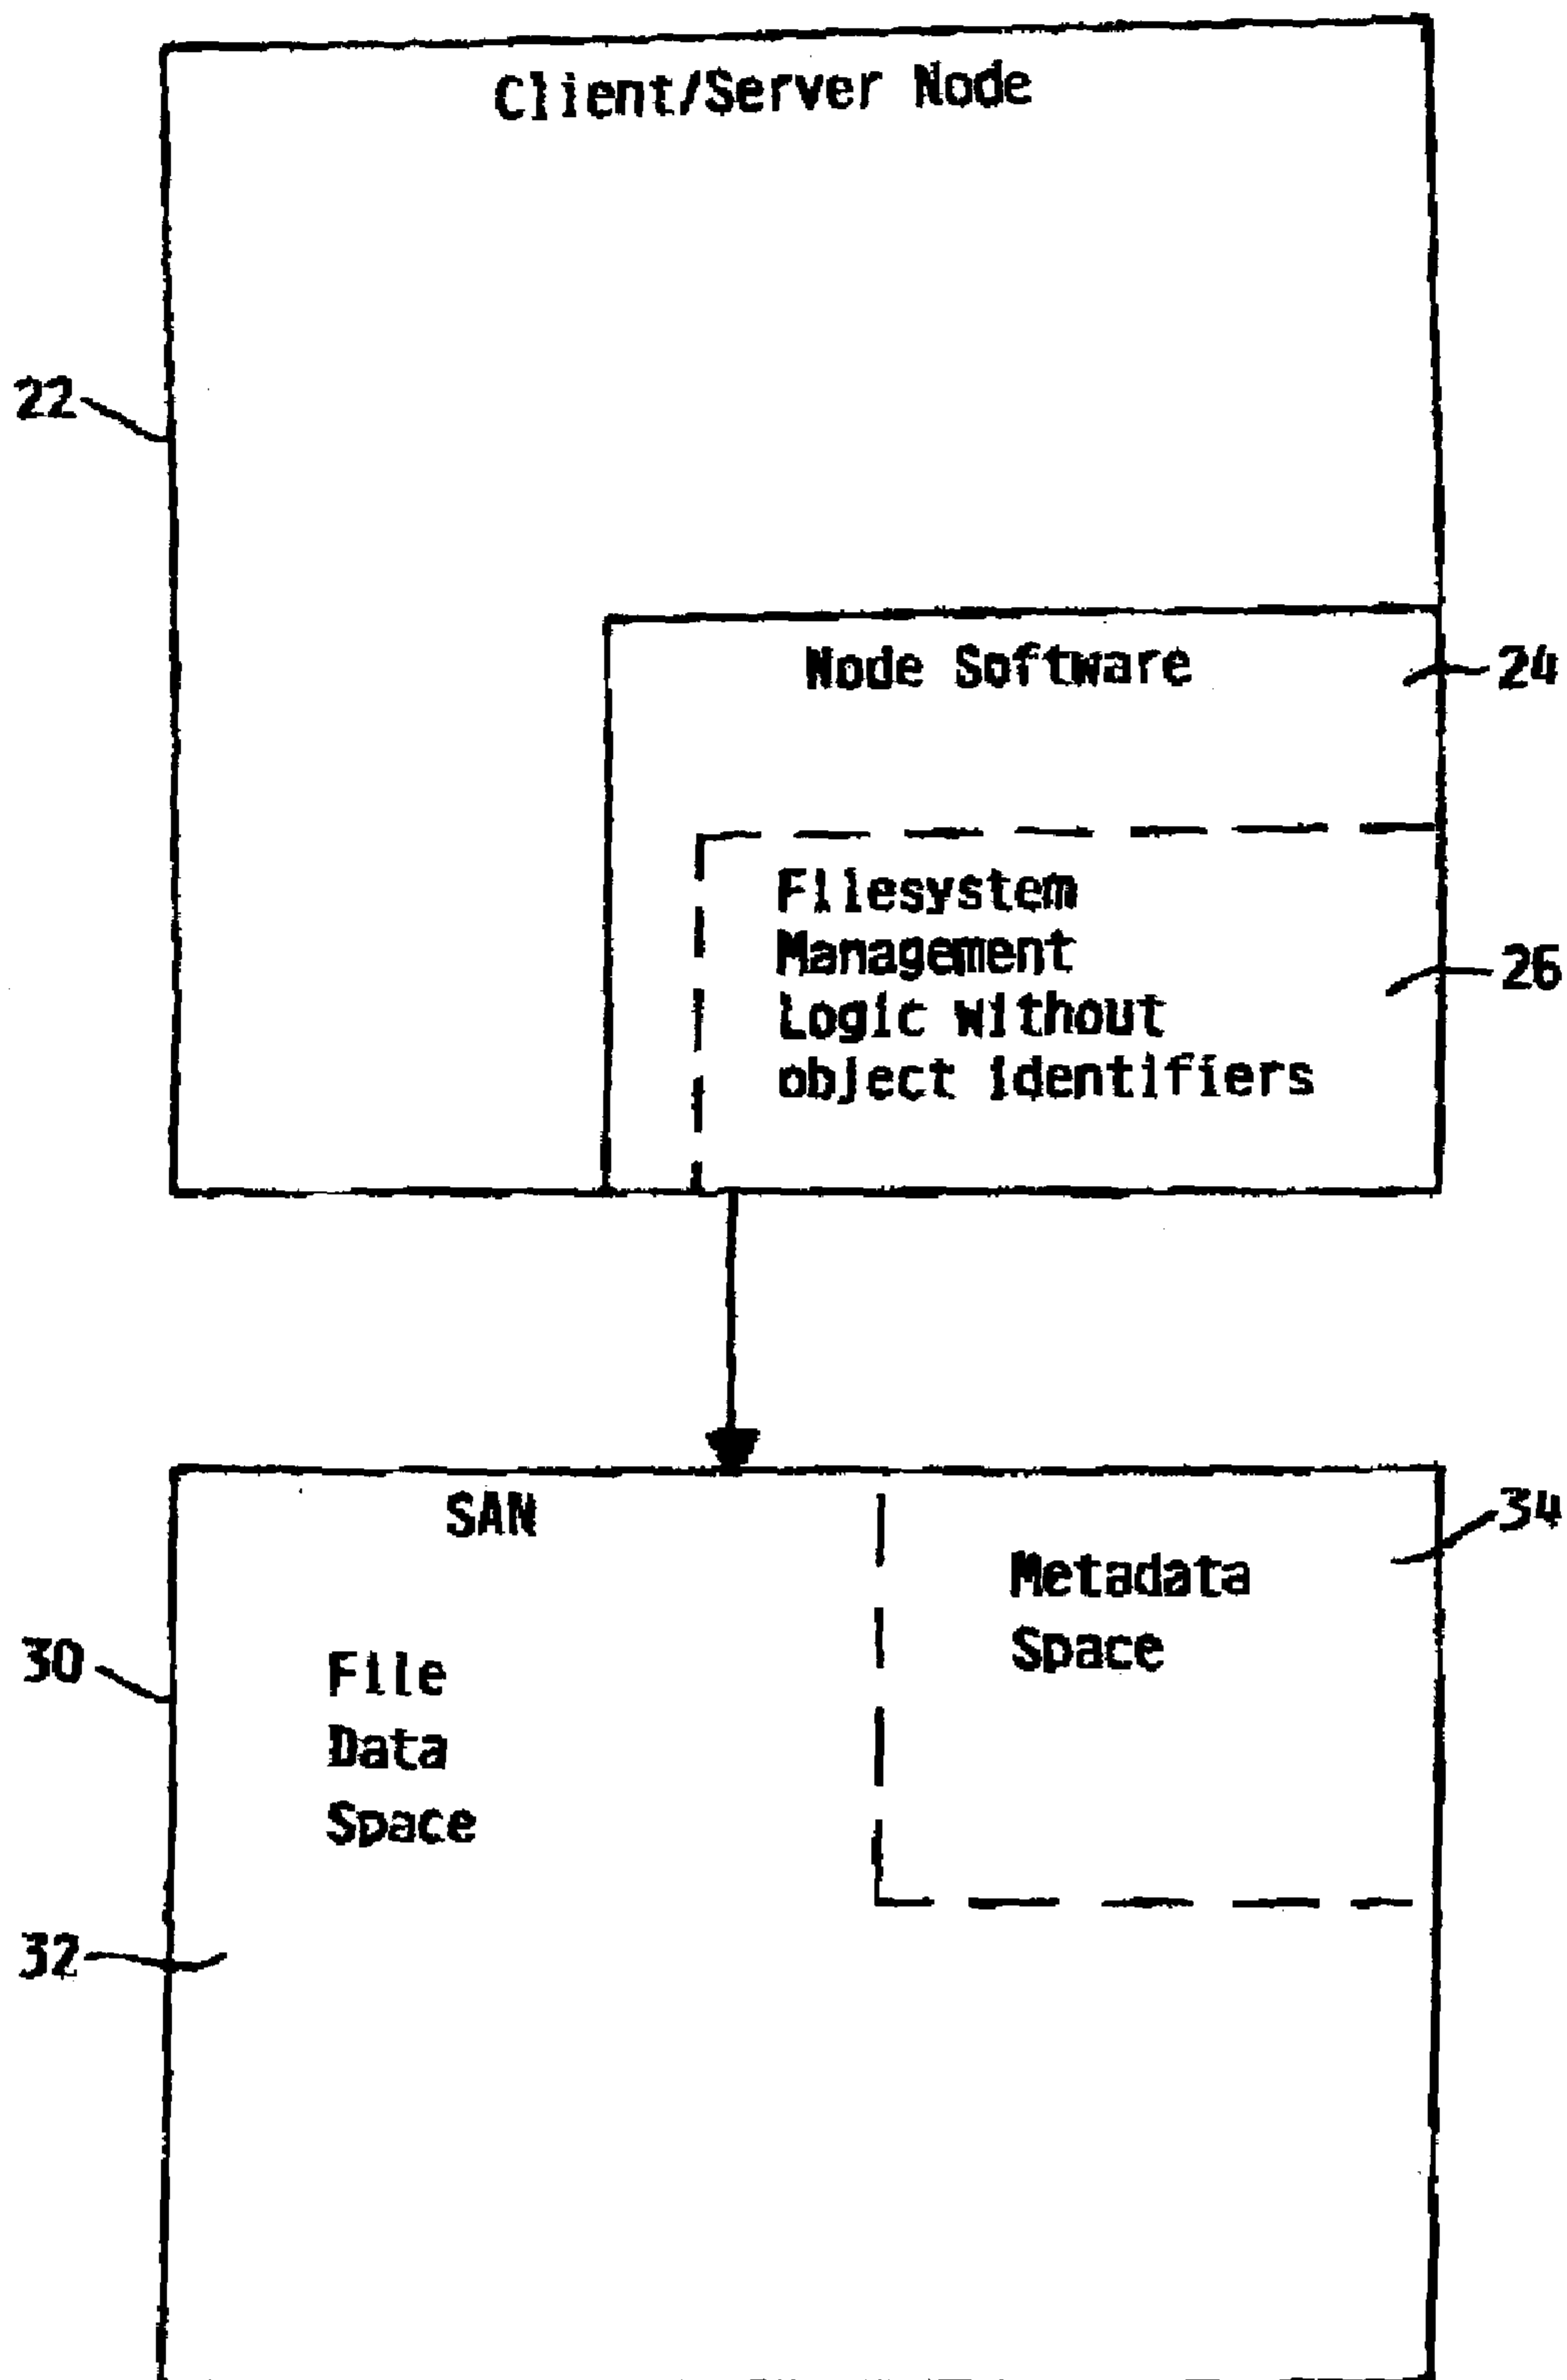 Client/Server Node
22
Node Software
24
Filesystem
Management
Logic without
object identifiers
26
SAN
34
Metadata
Space
30
File
Data
Space
32